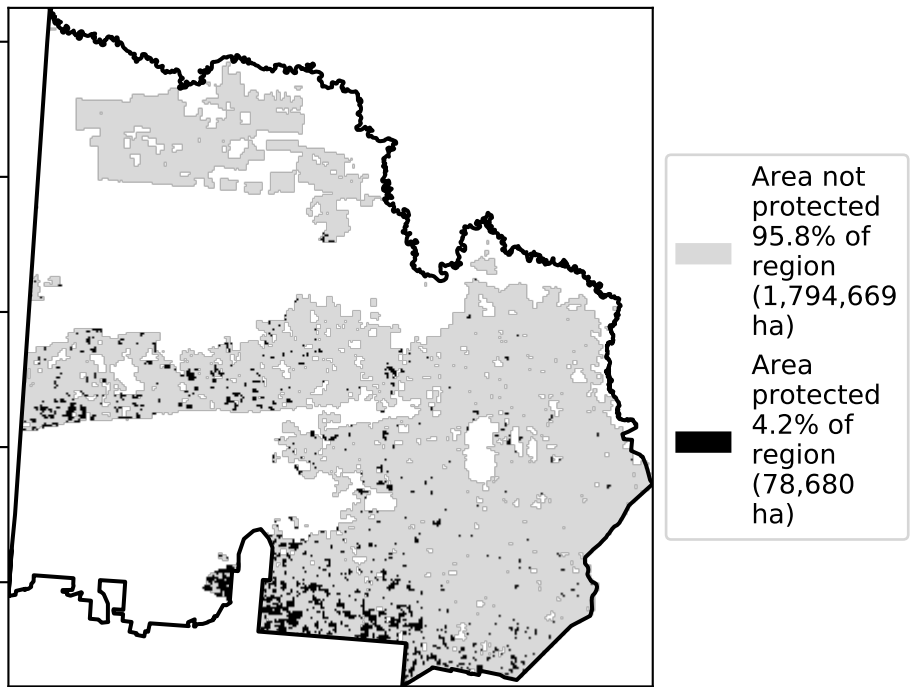 Area not
protected
95.8% of
region
(1,794,669
ha)
Area
protected
4.2% of
region
(78,680
ha)